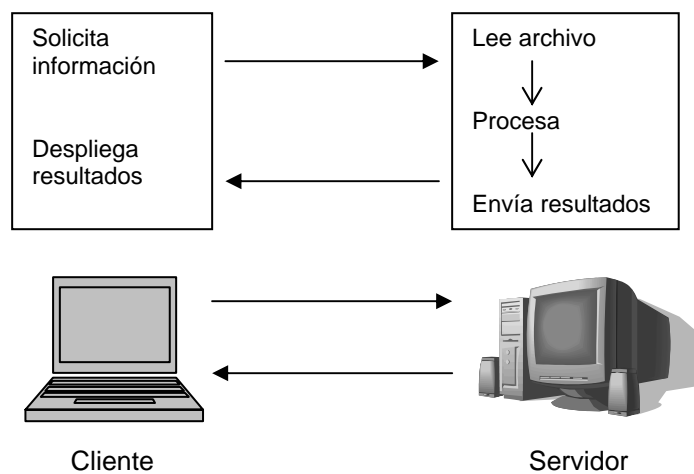 Solicita
información
Despliega
resultados
Lee archivo
Procesa
Envía resultados
Cliente
Servidor